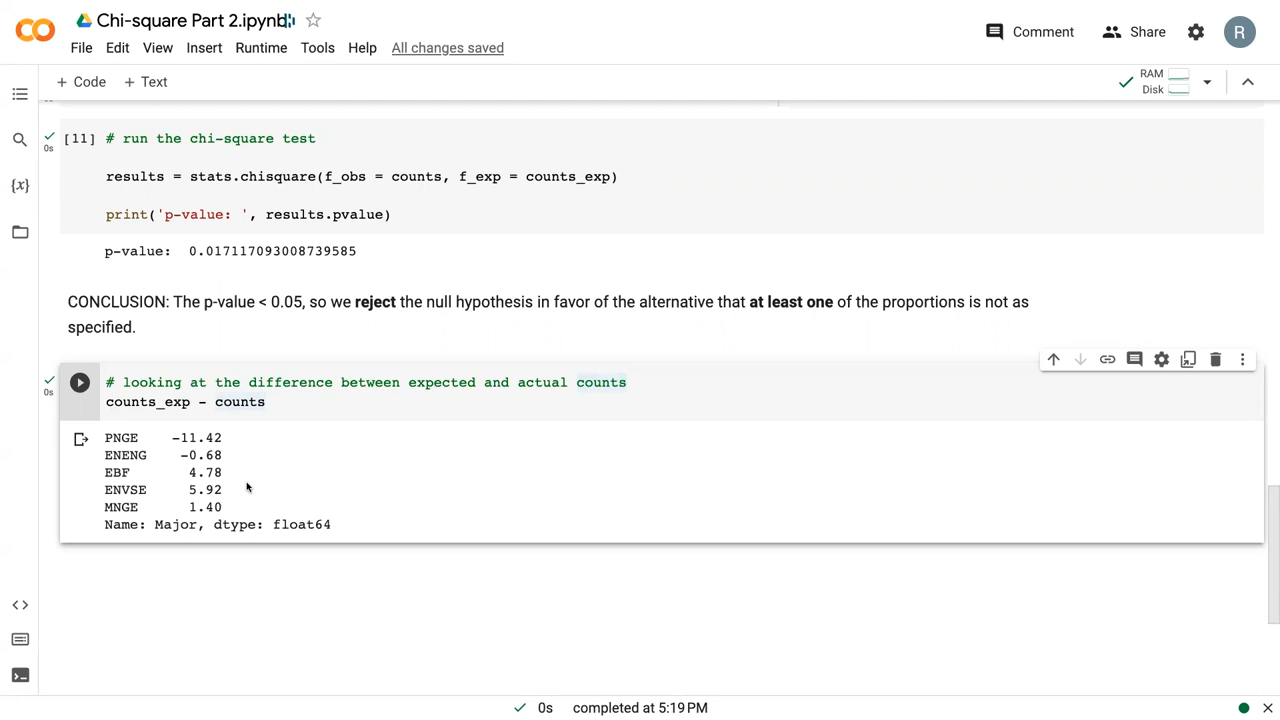 Chi-square Part 2.ipynb
File Edit View Insert Runtime Tools Help All changes saved
Comment Share R
+ Code + Text
RAM
Disk
[11] # run the chi-square test
0s
results = stats.chisquare(f_obs = counts, f_exp = counts_exp)
print('p-value: ', results.pvalue)
{x}
p-value: 0.017117093008739585
CONCLUSION: The p-value < 0.05, so we reject the null hypothesis in favor of the alternative that at least one of the proportions is not as
specified.
# looking at the difference between expected and actual counts
0s
counts_exp - counts
PNGE -11.42
ENENG -0.68
EBF 4.78
ENVSE 5.92
MNGE 1.40
Name: Major, dtype: float64
0s completed at 5:19 PM